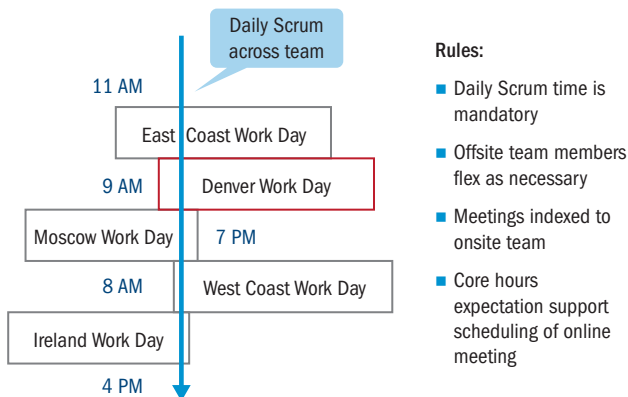 Daily Scrum
across team
11 AM
East Coast Work Day
9 AM
Denver Work Day
Moscow Work Day
7 PM
8 AM
West Coast Work Day
Ireland Work Day
4 PM
Rules:
Daily Scrum time is
mandatory
Offsite team members
flex as necessary
Meetings indexed to
onsite team
Core hours
expectation support
scheduling of online
meeting